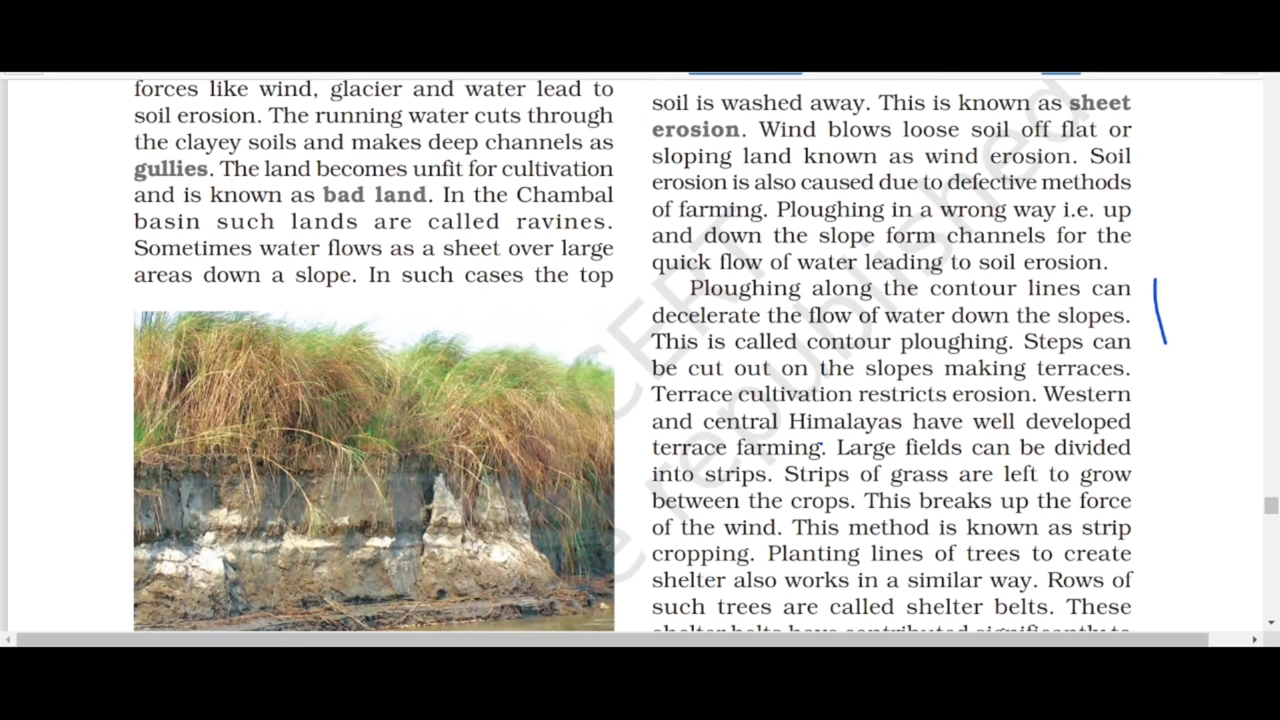 forces like wind, glacier and water lead to
soil erosion. The running water cuts through
the clayey soils and makes deep channels as
gullies. The land becomes unfit for cultivation
and is known as bad land. In the Chambal
basin such lands are called ravines.
Sometimes water flows as a sheet over large
areas down a slope. In such cases the top
soil is washed away. This is known as sheet
erosion. Wind blows loose soil off flat or
sloping land known as wind erosion. Soil
erosion is also caused due to defective methods
of farming. Ploughing in a wrong way i.e. up
and down the slope form channels for the
quick flow of water leading to soil erosion.
Ploughing along the contour lines can
decelerate the flow of water down the slopes.
This is called contour ploughing. Steps can
be cut out on the slopes making terraces.
Terrace cultivation restricts erosion. Western
and central Himalayas have well developed
terrace farming. Large fields can be divided
into strips. Strips of grass are left to grow
between the crops. This breaks up the force
of the wind. This method is known as strip
cropping. Planting lines of trees to create
shelter also works in a similar way. Rows of
such trees are called shelter belts. These
shelter belts have contributed significantly to
republished